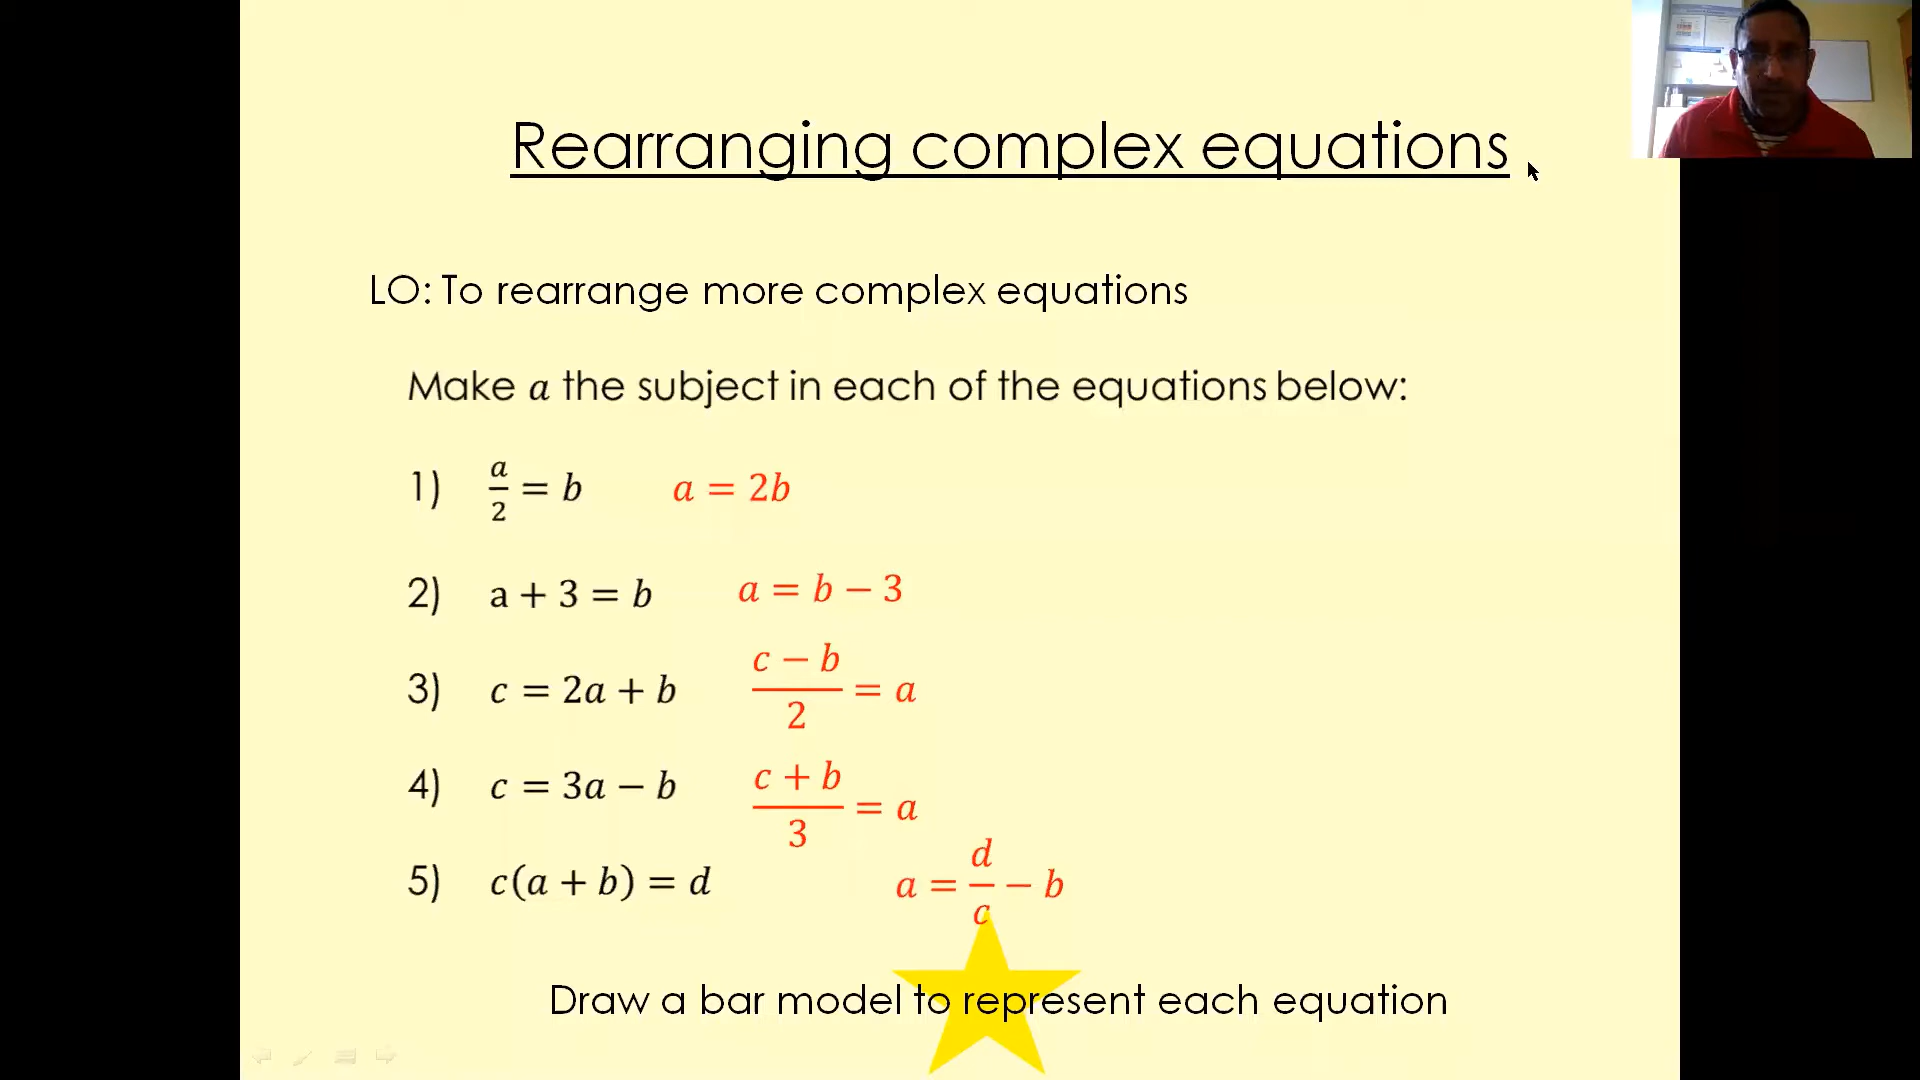 Rearranging complex equations
LO: To rearrange more complex equations
Make a the subject in each of the equations below:
1) a/2 = b a = 2b
2) a + 3 = b a = b − 3
3) c = 2a + b (c − b)/2 = a
4) c = 3a − b (c + b)/3 = a
5) c(a + b) = d a = d/c − b
Draw a bar model to represent each equation